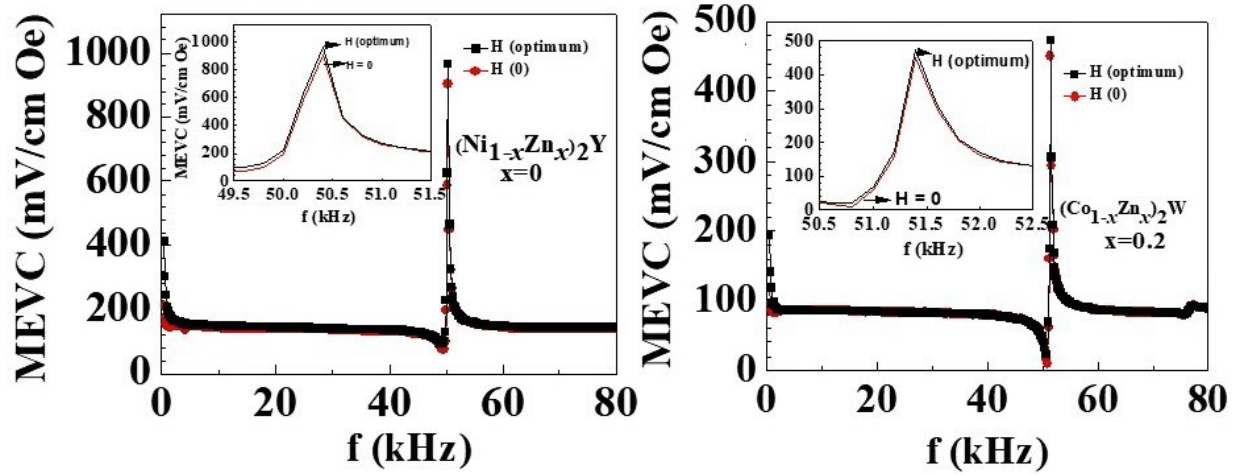 MEVC (mV/cm Oe)
1000
800
600
400
200
0
0
20
40
60
80
f (kHz)
H (optimum)
H (0)
(Ni1-xZnx)2Y
x=0
MEVC (mV/cm Oe)
1000
800
600
400
200
0
49.5
50.0
50.5
51.0
51.5
f (kHz)
H (optimum)
H = 0
MEVC (mV/cm Oe)
500
400
300
200
100
0
0
20
40
60
80
f (kHz)
H (optimum)
H (0)
(Co1-xZnx)2W
x=0.2
500
400
300
200
100
0
50.5
51.0
51.5
52.0
52.5
f (kHz)
H (optimum)
H = 0